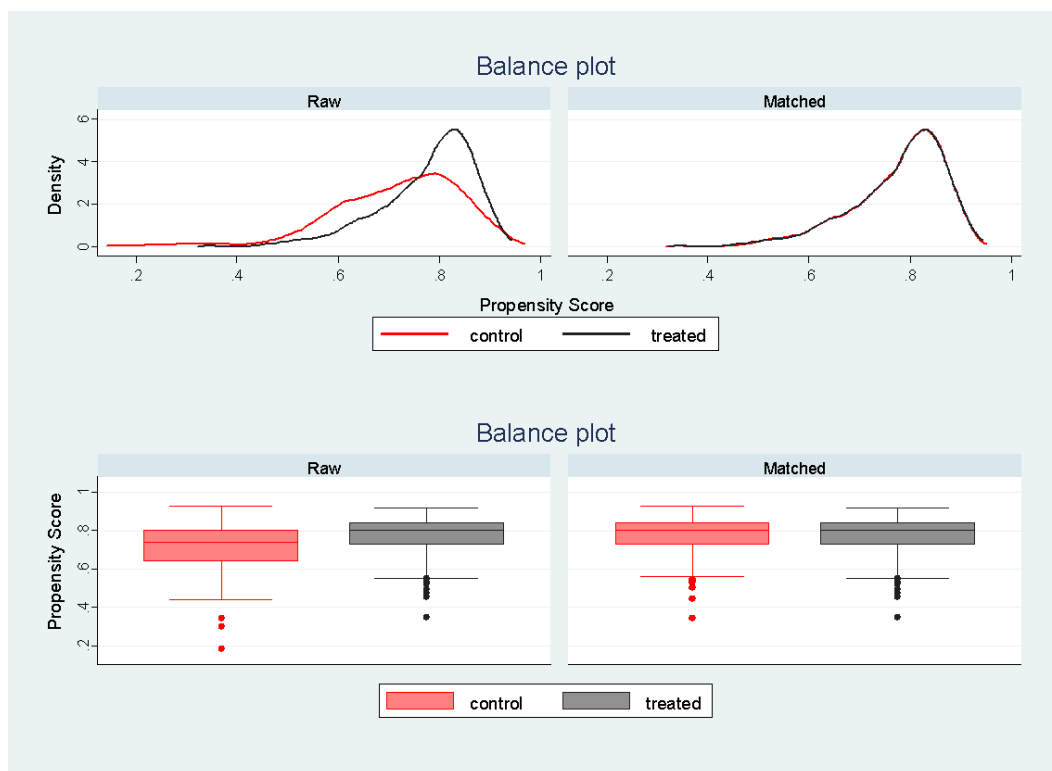 Balance plot
Raw
Matched
Density
6
4
2
0
.2 .4 .6 .8 1
.2 .4 .6 .8 1
Propensity Score
control treated
Balance plot
Raw
Matched
Propensity Score
1
.8
.6
.4
.2
control treated